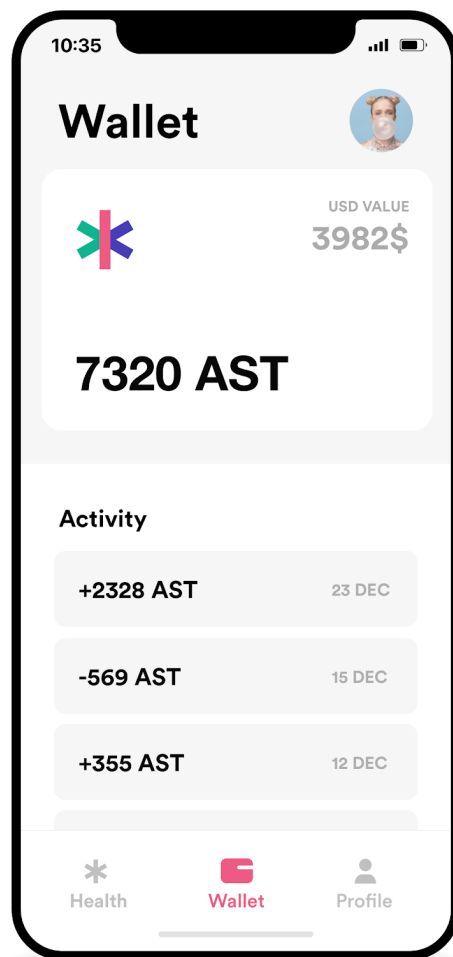 10:35
Wallet
USD VALUE
3982$
7320 AST
Activity
+2328 AST 23 DEC
-569 AST 15 DEC
+355 AST 12 DEC
Health Wallet Profile